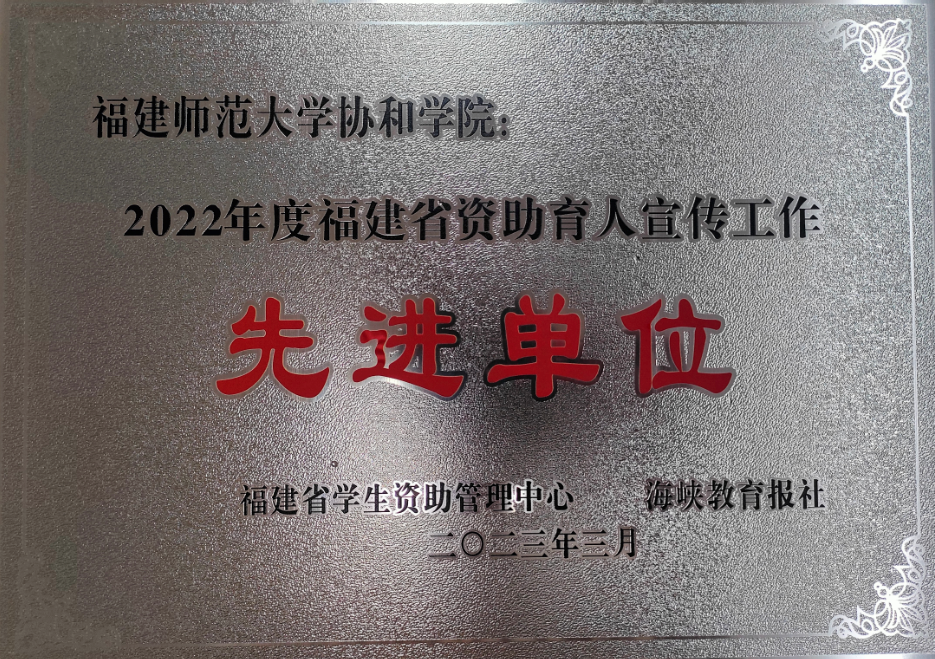 福建师范大学协和学院:
2022年度福建省资助育人宣传工作
先进单位
福建省学生资助管理中心 海峡教育报社
二〇二三年三月